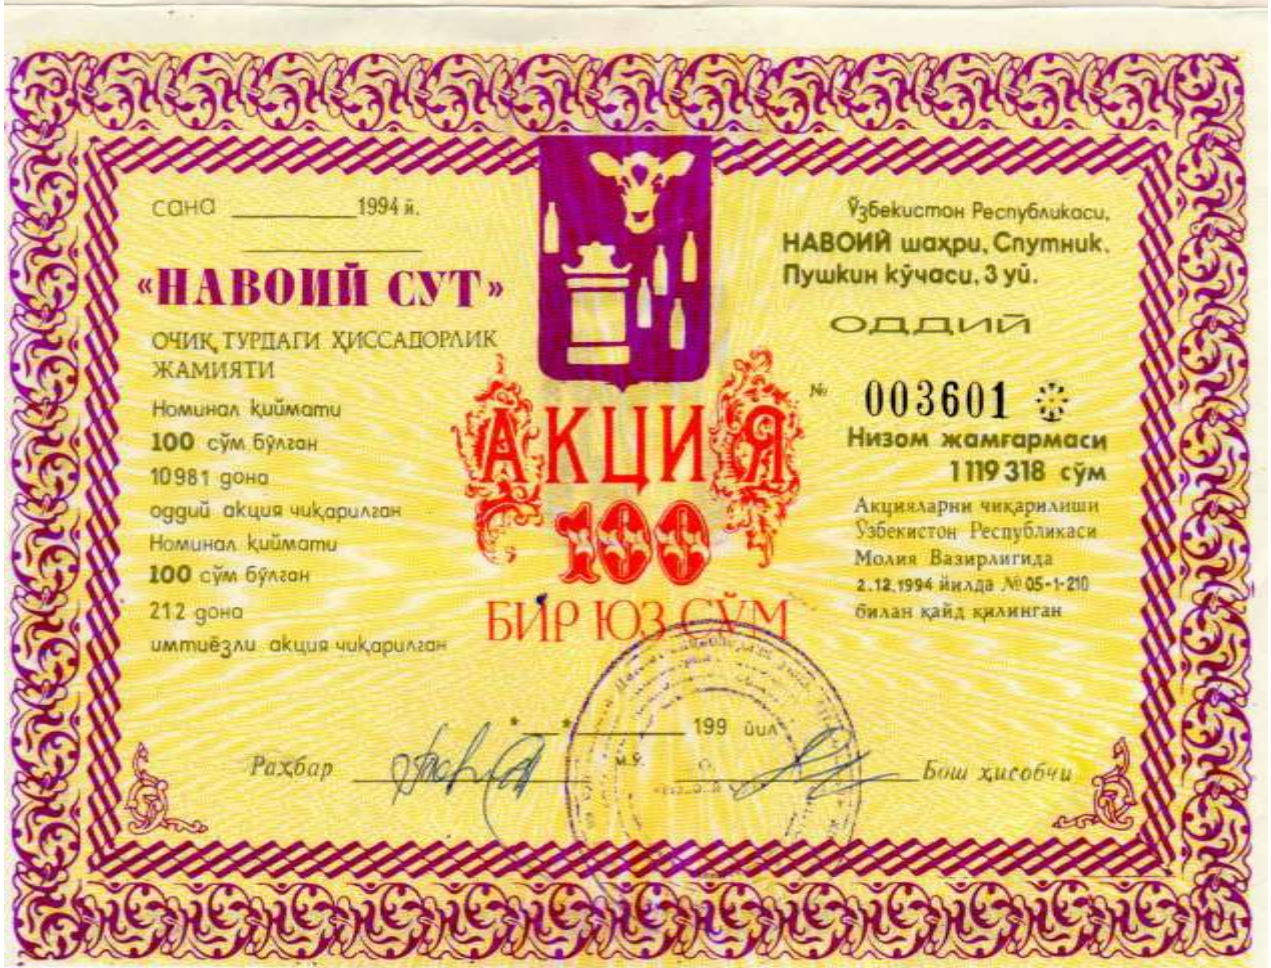 сана 1994 й.
«НАВОИЙ СУТ»
ОЧИҚ ТУРДАГИ ҲИССАДОРЛИК
ЖАМИЯТИ
Номинал қиймати
100 сўм бўлган
10981 дона
оддий акция чиқарилган
Номинал қиймати
100 сўм бўлган
212 дона
имтиёзли акция чиқарилган
АКЦИЯ
100
БИР ЮЗ СЎМ
Ўзбекистон Республикаси,
НАВОИЙ шаҳри, Спутник.
Пушкин кўчаси, 3 уй.
ОДДИЙ
№ 003601
Низом жамғармаси
1 119 318 сўм
Акцияларни чиқарилиши
Ўзбекистон Республикаси
Молия Вазирлигида
2.12.1994 йилда № 05-1-210
билан қайд қилинган
199 йил
Раҳбар м.ў. Бош ҳисобчи